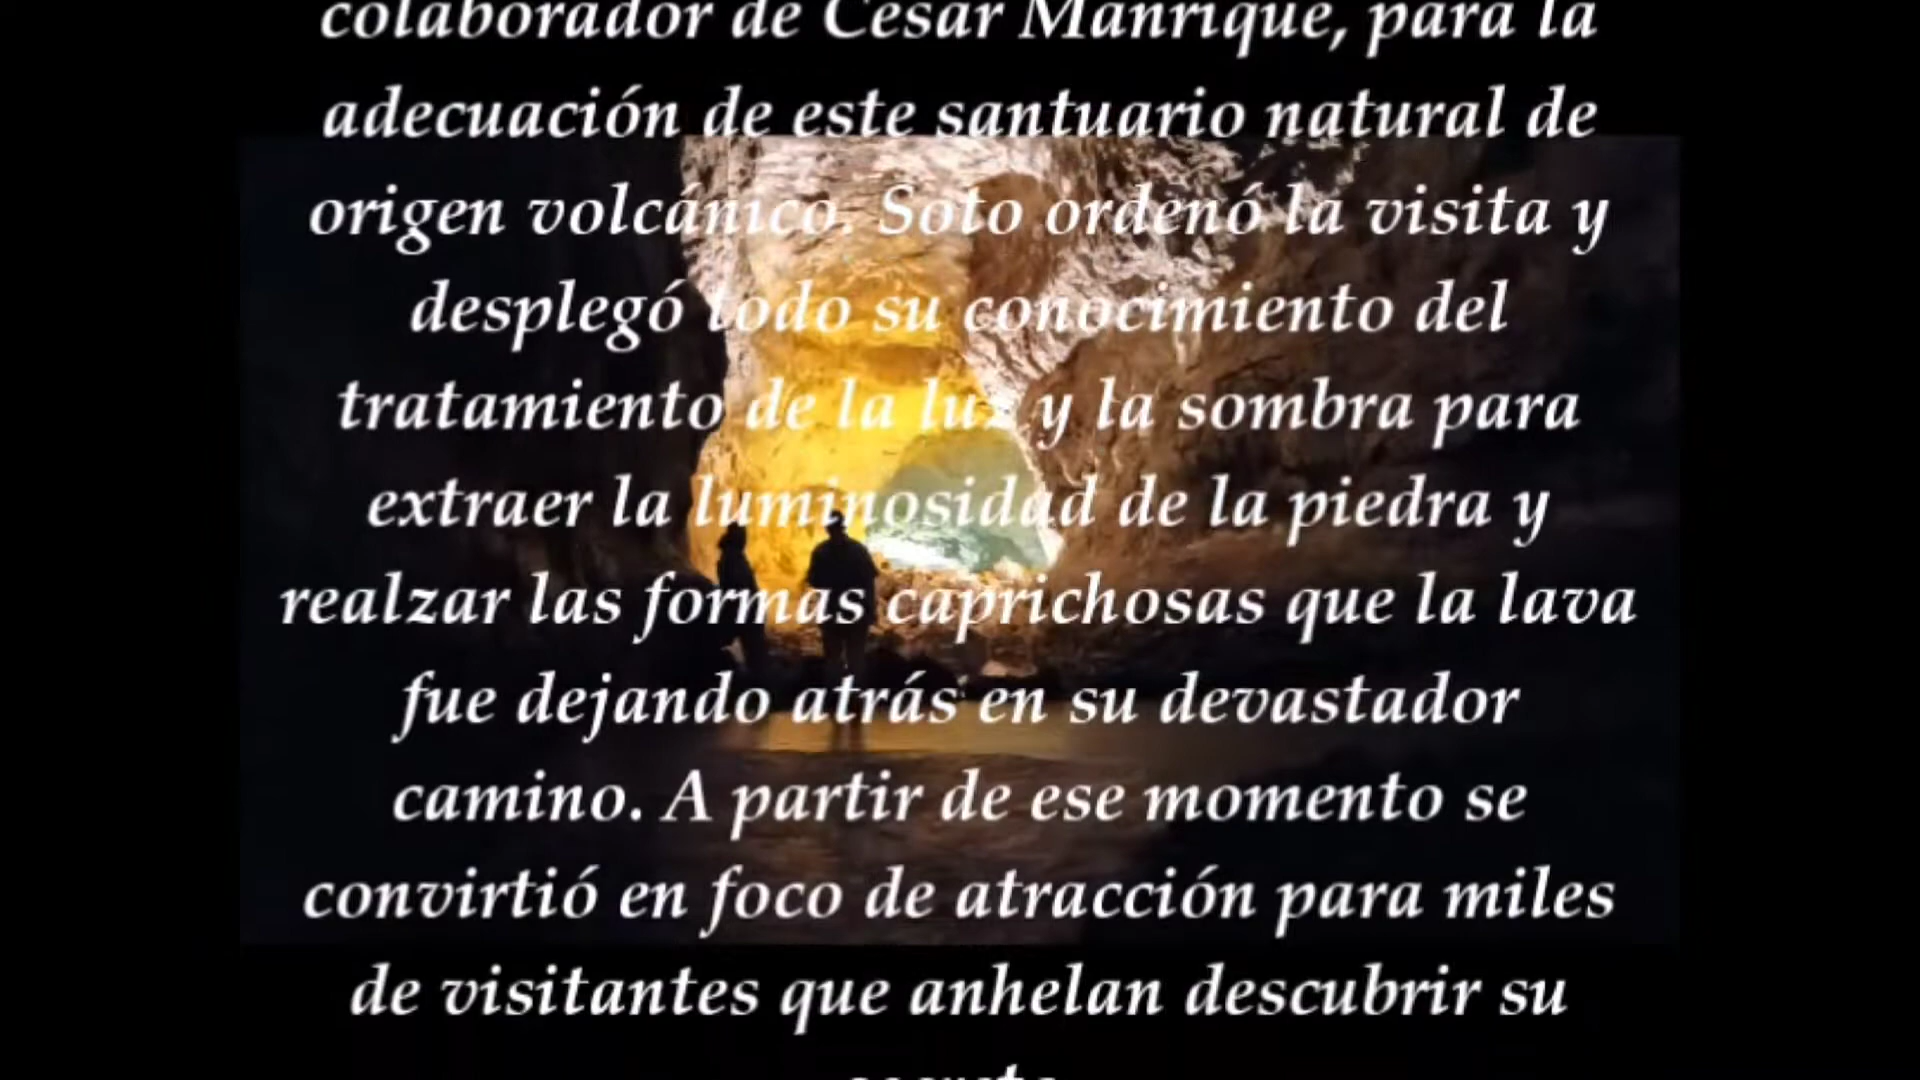 colaborador de César Manrique, para la
adecuación de este santuario natural de
origen volcánico. Soto ordenó la visita y
desplegó todo su conocimiento del
tratamiento de la luz y la sombra para
extraer la luminosidad de la piedra y
realzar las formas caprichosas que la lava
fue dejando atrás en su devastador
camino. A partir de ese momento se
convirtió en foco de atracción para miles
de visitantes que anhelan descubrir su